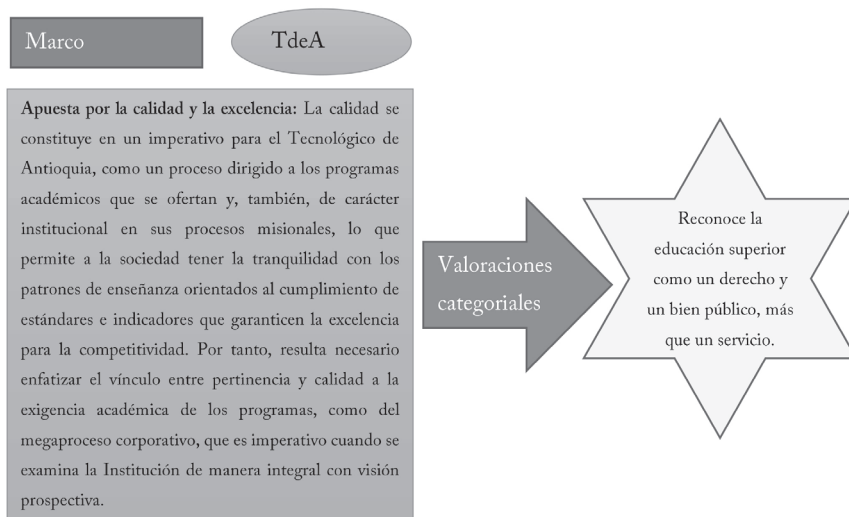 Marco
TdeA
Apuesta por la calidad y la excelencia: La calidad se
constituye en un imperativo para el Tecnológico de
Antioquia, como un proceso dirigido a los programas
académicos que se ofertan y, también, de carácter
institucional en sus procesos misionales, lo que
permite a la sociedad tener la tranquilidad con los
patrones de enseñanza orientados al cumplimiento de
estándares e indicadores que garanticen la excelencia
para la competitividad. Por tanto, resulta necesario
enfatizar el vínculo entre pertinencia y calidad a la
exigencia académica de los programas, como del
megaproceso corporativo, que es imperativo cuando se
examina la Institución de manera integral con visión
prospectiva.
Valoraciones
categoriales
Reconoce la
educación superior
como un derecho y
un bien público, más
que un servicio.